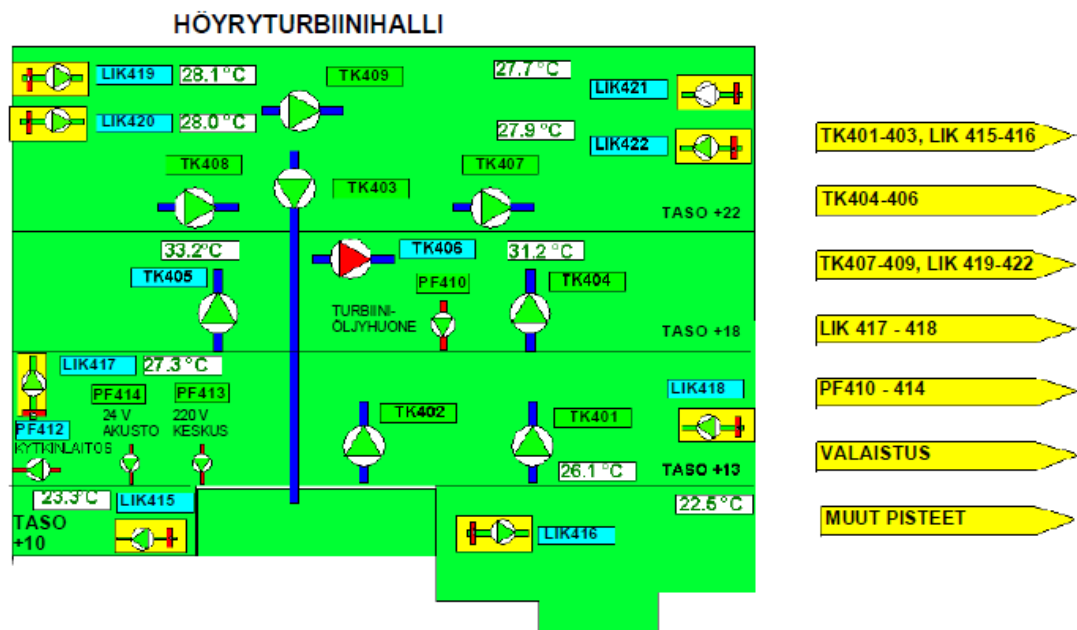 HÖYRYTURBIINIHALLI
LIK419 28.1°C TK409 27.7°C LIK421
LIK420 28.0°C 27.9°C LIK422
TK401-403, LIK 415-416
TK408 TK403 TK407
TASO +22
TK404-406
33.2°C TK406 31.2°C
TK405 PF410 TK404
TK407-409, LIK 419-422
TURBIINI-
ÖLJYHUONE
TASO +18
LIK 417 - 418
LIK417 27.3°C
PF414 PF413 LIK418
PF410 - 414
24 V 220 V
AKUSTO KESKUS
TK402 TK401
PF412
KYTKINLAITOS
26.1°C TASO +13
VALAISTUS
23.3°C LIK415 22.5°C
TASO
+10
LIK416
MUUT PISTEET